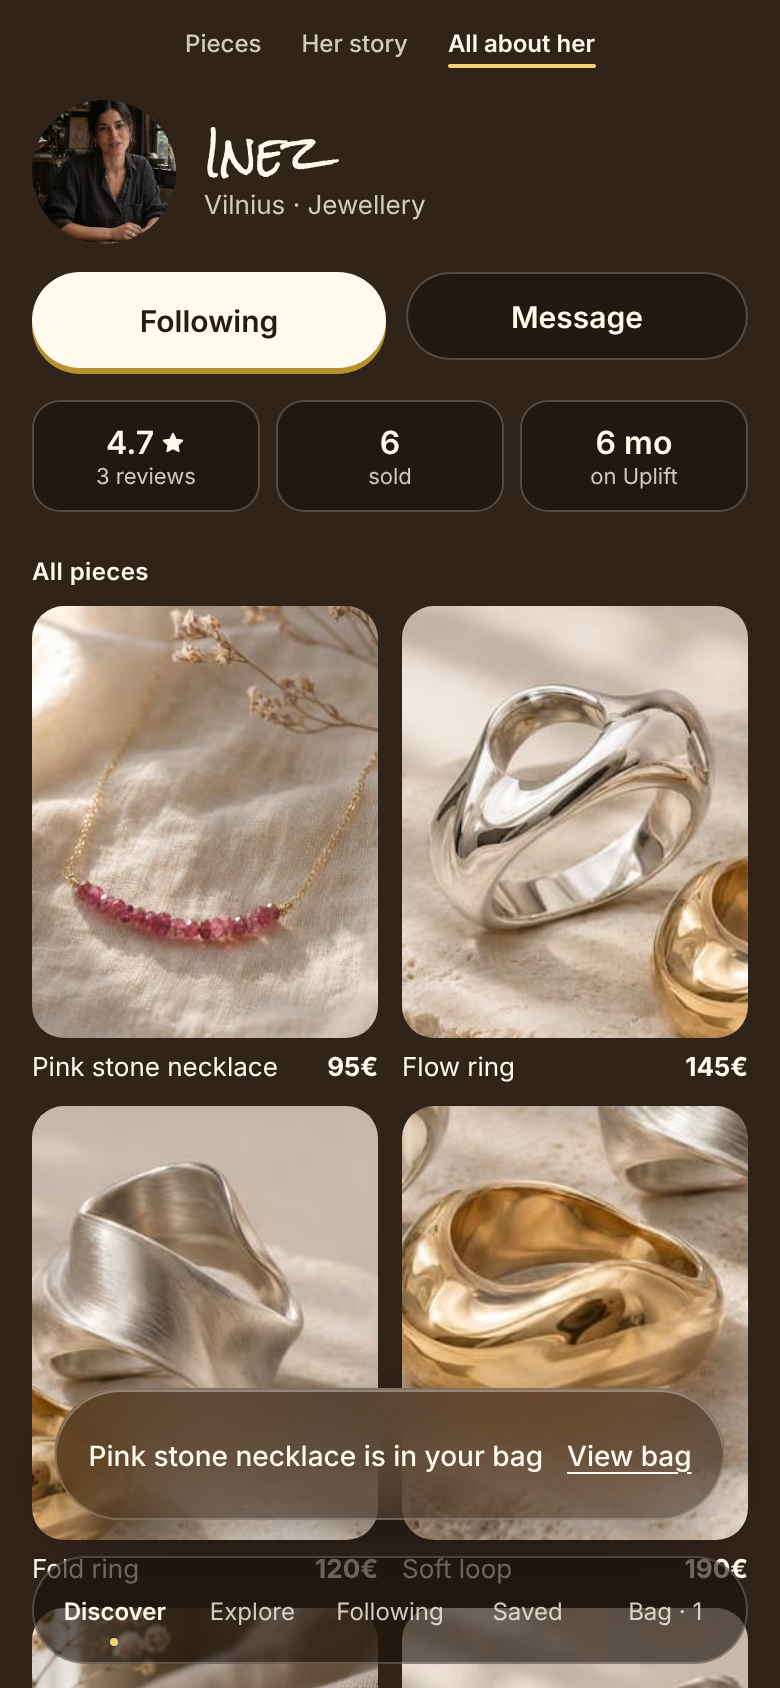 Pieces Her story All about her
Inez
Vilnius · Jewellery
Following Message
4.7 ★ 6 6 mo
3 reviews sold on Uplift
All pieces
Pink stone necklace 95€ Flow ring 145€
Pink stone necklace is in your bag View bag
Fold ring 120€ Soft loop 190€
Discover Explore Following Saved Bag · 1